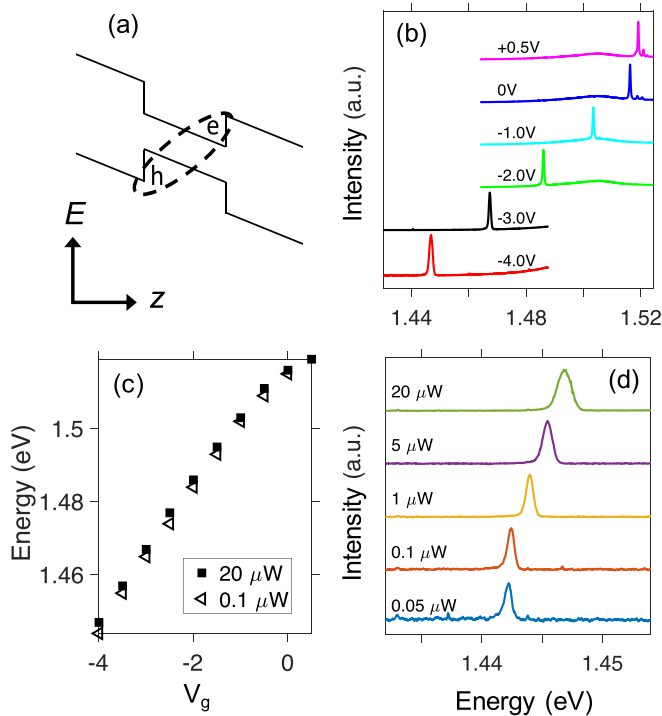 (a)
e
h
E
z
(b)
Intensity (a.u.)
+0.5V
0V
-1.0V
-2.0V
-3.0V
-4.0V
1.44
1.48
1.52
(c)
Energy (eV)
1.5
1.48
1.46
20 μW
0.1 μW
-4
-2
0
Vg
(d)
Intensity (a.u.)
20 μW
5 μW
1 μW
0.1 μW
0.05 μW
1.44
1.45
Energy (eV)